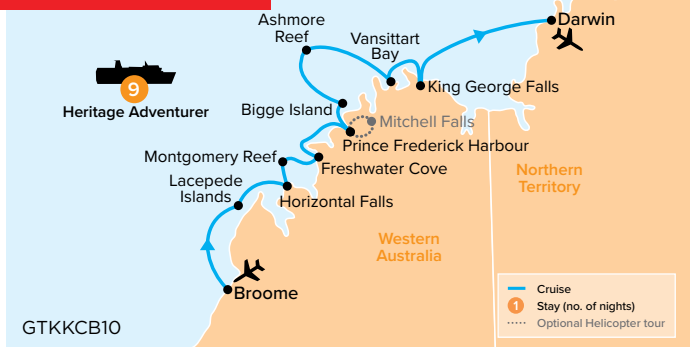 Ashmore
Reef
Vansittart
Bay
Darwin
9
Heritage Adventurer
King George Falls
Bigge Island
Mitchell Falls
Prince Frederick Harbour
Montgomery Reef
Freshwater Cove
Lacepede
Islands
Horizontal Falls
Northern
Territory
Western
Australia
Broome
GTKKCB10
Cruise
1 Stay (no. of nights)
Optional Helicopter tour